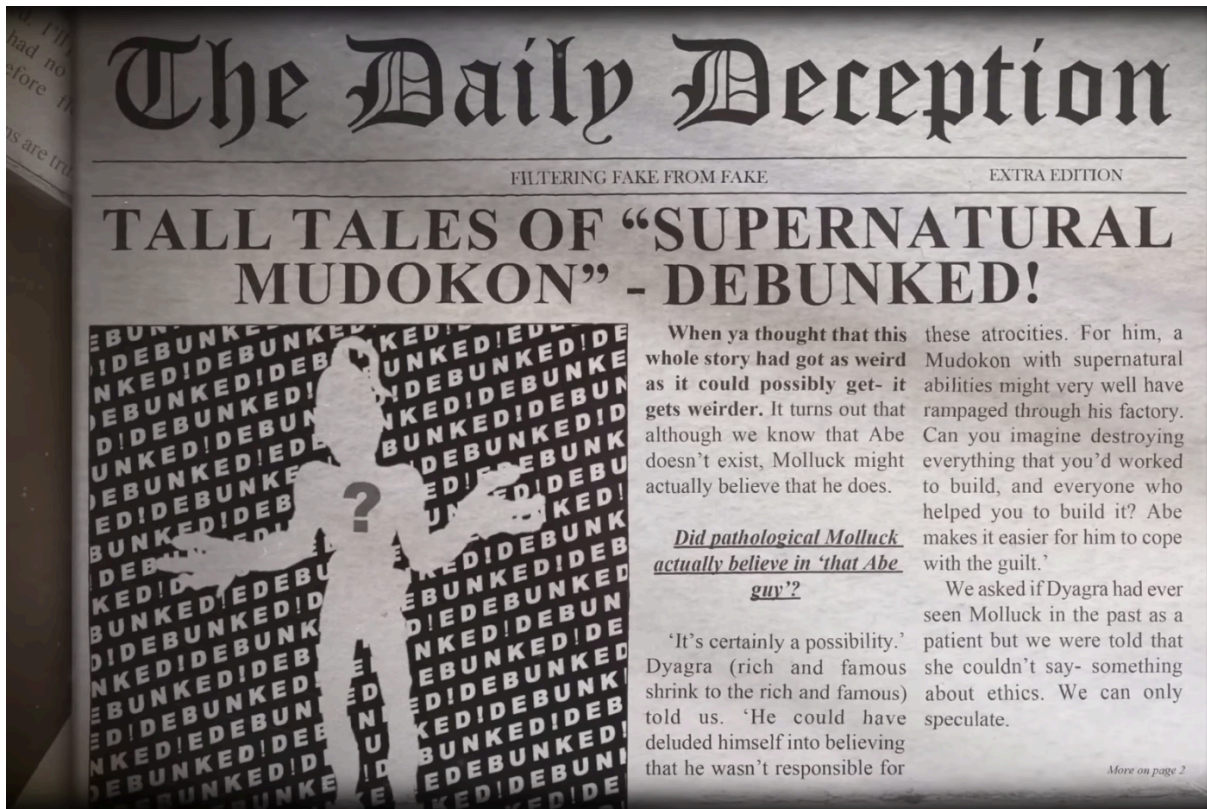 had no
The Daily Deception
FILTERING FAKE FROM FAKE
EXTRA EDITION
TALL TALES OF “SUPERNATURAL
MUDOKON” - DEBUNKED!
?
When ya thought that this
whole story had got as weird
as it could possibly get- it
gets weirder. It turns out that
although we know that Abe
doesn’t exist, Molluck might
actually believe that he does.
Did pathological Molluck
actually believe in ‘that Abe
guy’?
‘It’s certainly a possibility.’
Dyagra (rich and famous
shrink to the rich and famous)
told us. ‘He could have
deluded himself into believing
that he wasn’t responsible for
these atrocities. For him, a
Mudokon with supernatural
abilities might very well have
rampaged through his factory.
Can you imagine destroying
everything that you’d worked
to build, and everyone who
helped you to build it? Abe
makes it easier for him to cope
with the guilt.’
We asked if Dyagra had ever
seen Molluck in the past as a
patient but we were told that
she couldn’t say- something
about ethics. We can only
speculate.
More on page 2